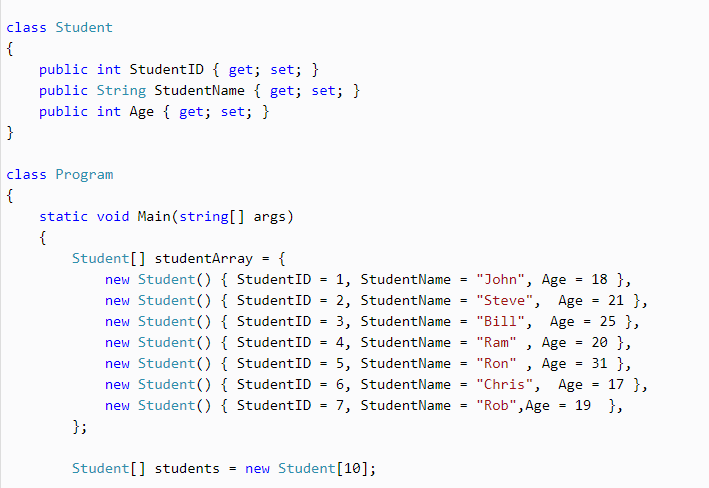 class Student
{
    public int StudentID { get; set; }
    public String StudentName { get; set; }
    public int Age { get; set; }
}

class Program
{
    static void Main(string[] args)
    {
        Student[] studentArray = {
            new Student() { StudentID = 1, StudentName = "John", Age = 18 },
            new Student() { StudentID = 2, StudentName = "Steve",  Age = 21 },
            new Student() { StudentID = 3, StudentName = "Bill",  Age = 25 },
            new Student() { StudentID = 4, StudentName = "Ram" , Age = 20 },
            new Student() { StudentID = 5, StudentName = "Ron" , Age = 31 },
            new Student() { StudentID = 6, StudentName = "Chris",  Age = 17 },
            new Student() { StudentID = 7, StudentName = "Rob",Age = 19  },
        };

        Student[] students = new Student[10];